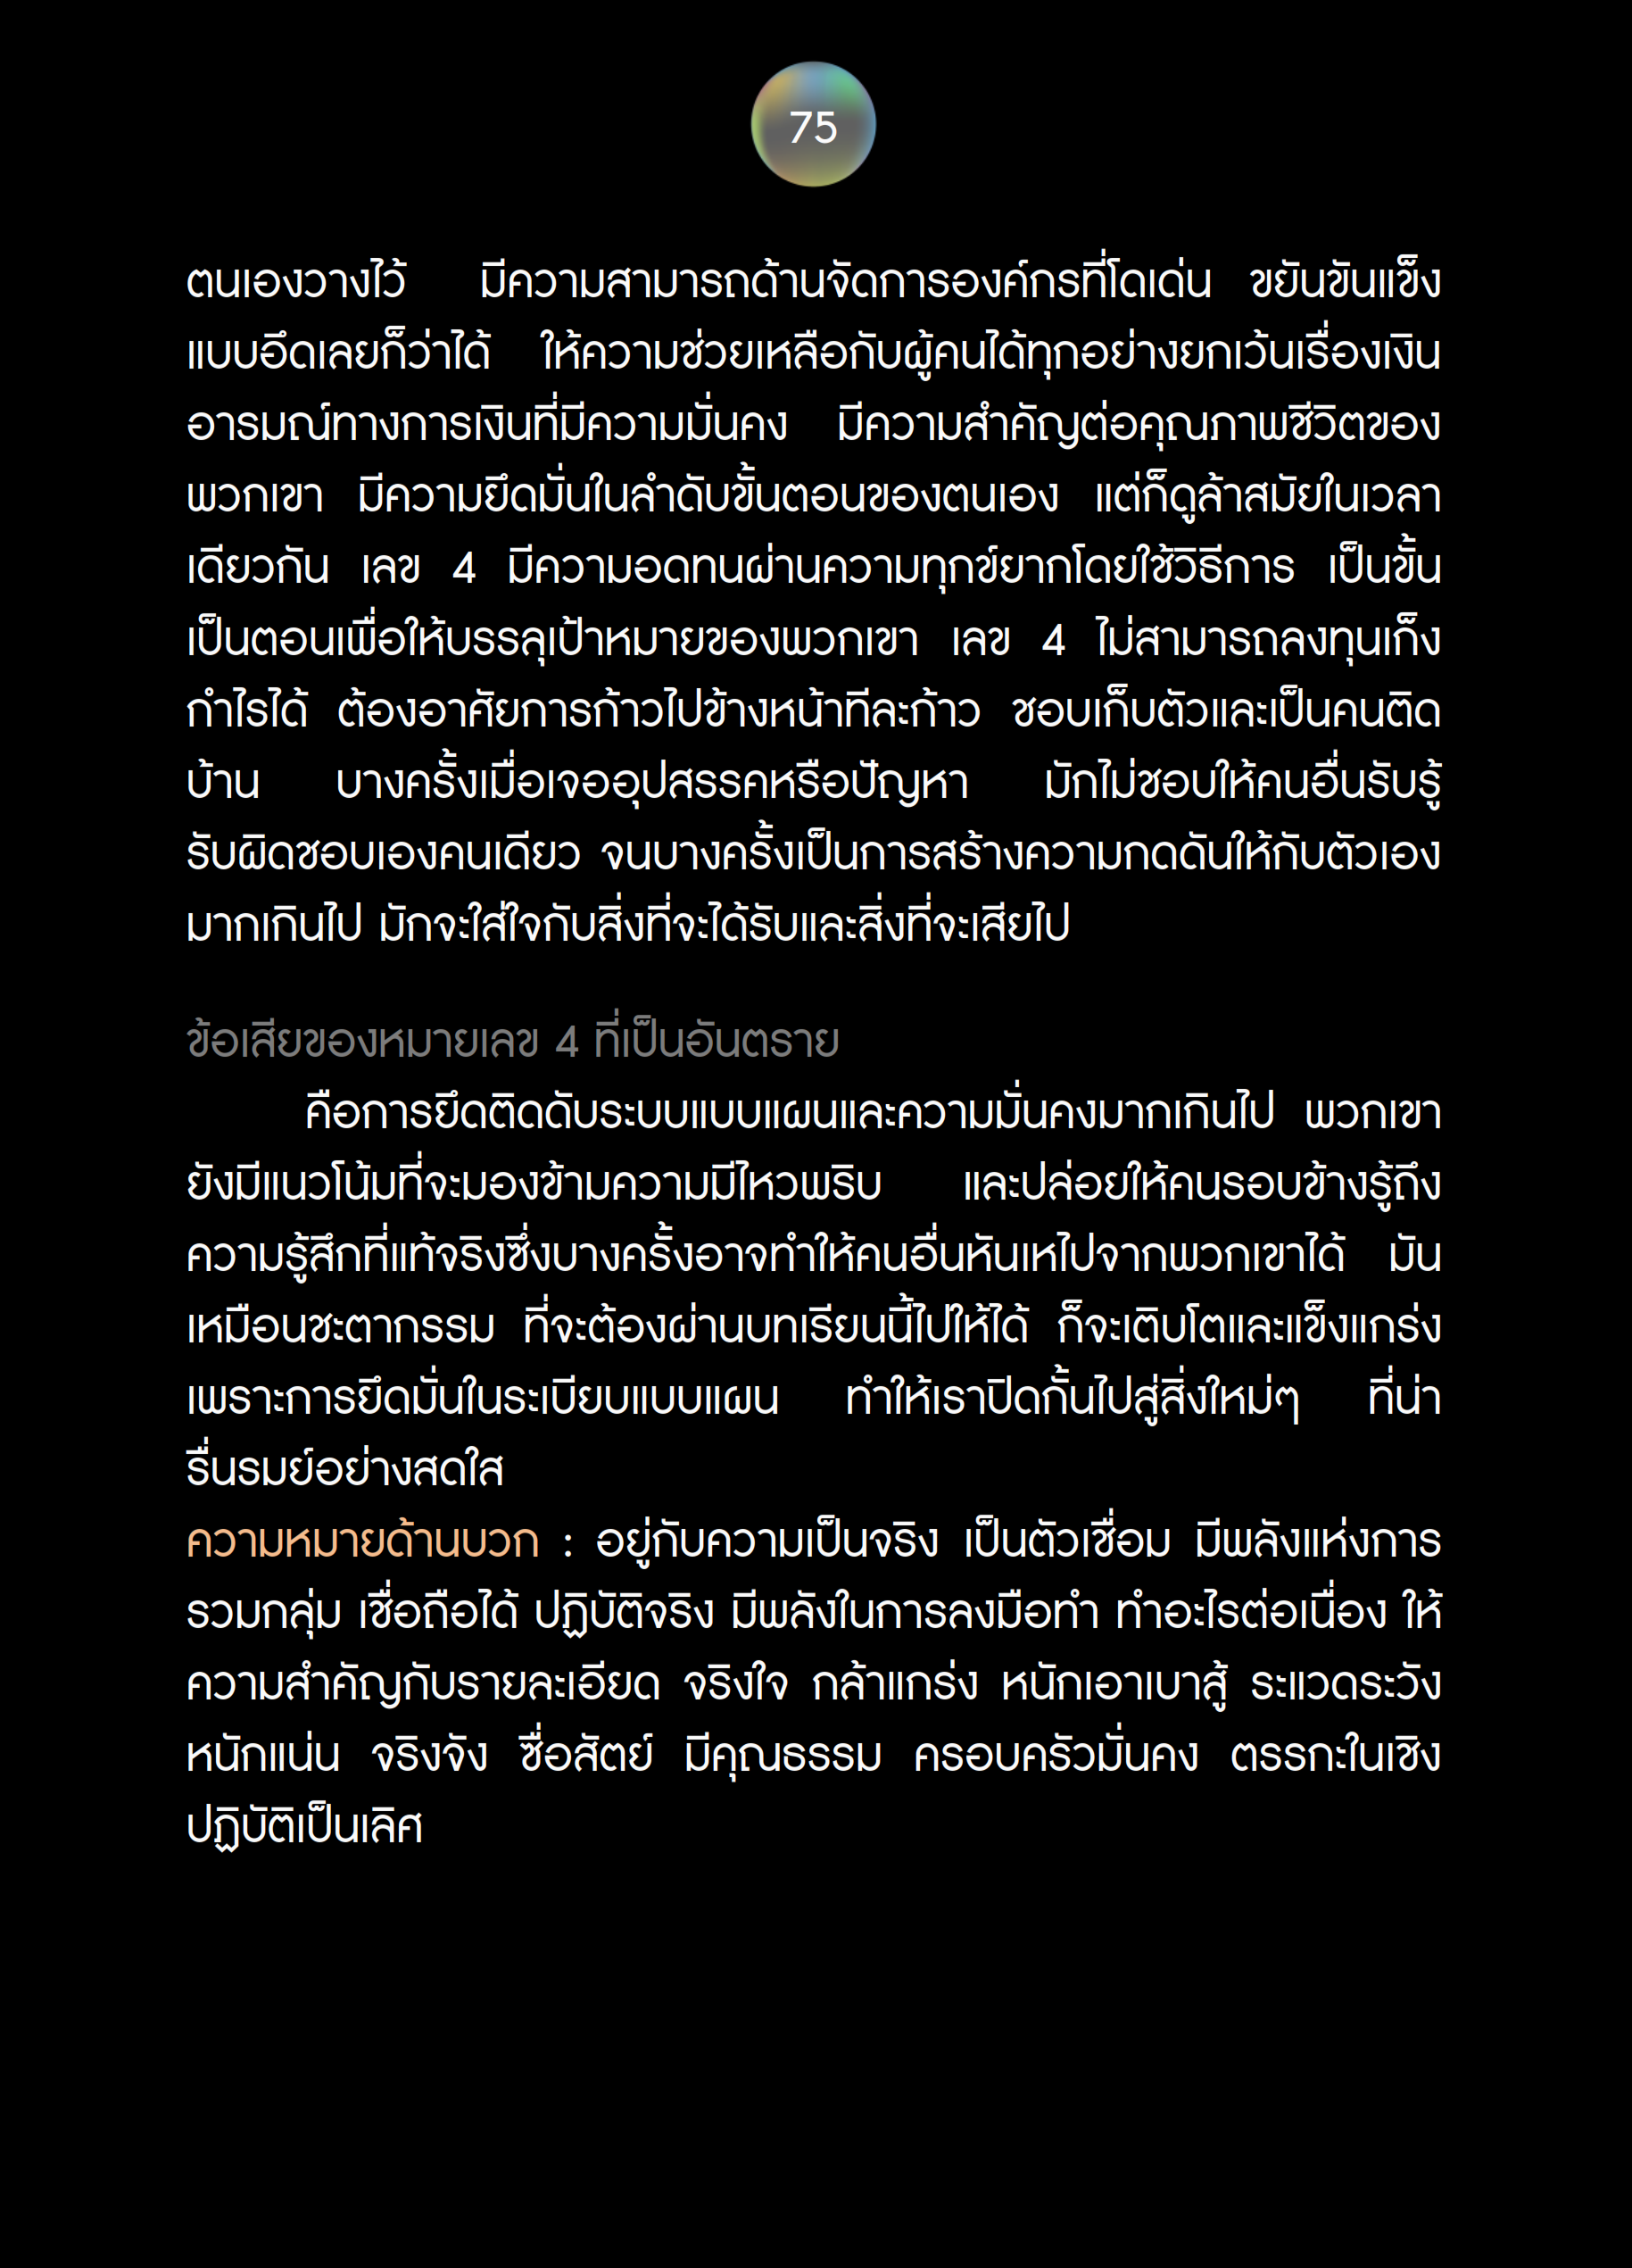 75
ตนเองวางไว้ มีความสามารถด้านจัดการองค์กรที่โดเด่น ขยันขันแข็ง
แบบอึดเลยก็ว่าได้ ให้ความช่วยเหลือกับผู้คนได้ทุกอย่างยกเว้นเรื่องเงิน
อารมณ์ทางการเงินที่มีความมั่นคง มีความสำคัญต่อคุณภาพชีวิตของ
พวกเขา มีความยึดมั่นในลำดับขั้นตอนของตนเอง แต่ก็ดูล้าสมัยในเวลา
เดียวกัน เลข 4 มีความอดทนผ่านความทุกข์ยากโดยใช้วิธีการ เป็นขั้น
เป็นตอนเพื่อให้บรรลุเป้าหมายของพวกเขา เลข 4 ไม่สามารถลงทุนเก็ง
กำไรได้ ต้องอาศัยการก้าวไปข้างหน้าทีละก้าว ชอบเก็บตัวและเป็นคนติด
บ้าน บางครั้งเมื่อเจออุปสรรคหรือปัญหา มักไม่ชอบให้คนอื่นรับรู้
รับผิดชอบเองคนเดียว จนบางครั้งเป็นการสร้างความกดดันให้กับตัวเอง
มากเกินไป มักจะใส่ใจกับสิ่งที่จะได้รับและสิ่งที่จะเสียไป
ข้อเสียของหมายเลข 4 ที่เป็นอันตราย
คือการยึดติดดับระบบแบบแผนและความมั่นคงมากเกินไป พวกเขา
ยังมีแนวโน้มที่จะมองข้ามความมีไหวพริบ และปล่อยให้คนรอบข้างรู้ถึง
ความรู้สึกที่แท้จริงซึ่งบางครั้งอาจทำให้คนอื่นหันเหไปจากพวกเขาได้ มัน
เหมือนชะตากรรม ที่จะต้องผ่านบทเรียนนี้ไปให้ได้ ก็จะเติบโตและแข็งแกร่ง
เพราะการยึดมั่นในระเบียบแบบแผน ทำให้เราปิดกั้นไปสู่สิ่งใหม่ๆ ที่น่า
รื่นรมย์อย่างสดใส
ความหมายด้านบวก : อยู่กับความเป็นจริง เป็นตัวเชื่อม มีพลังแห่งการ
รวมกลุ่ม เชื่อถือได้ ปฏิบัติจริง มีพลังในการลงมือทำ ทำอะไรต่อเนื่อง ให้
ความสำคัญกับรายละเอียด จริงใจ กล้าแกร่ง หนักเอาเบาสู้ ระแวดระวัง
หนักแน่น จริงจัง ซื่อสัตย์ มีคุณธรรม ครอบครัวมั่นคง ตรรกะในเชิง
ปฏิบัติเป็นเลิศ